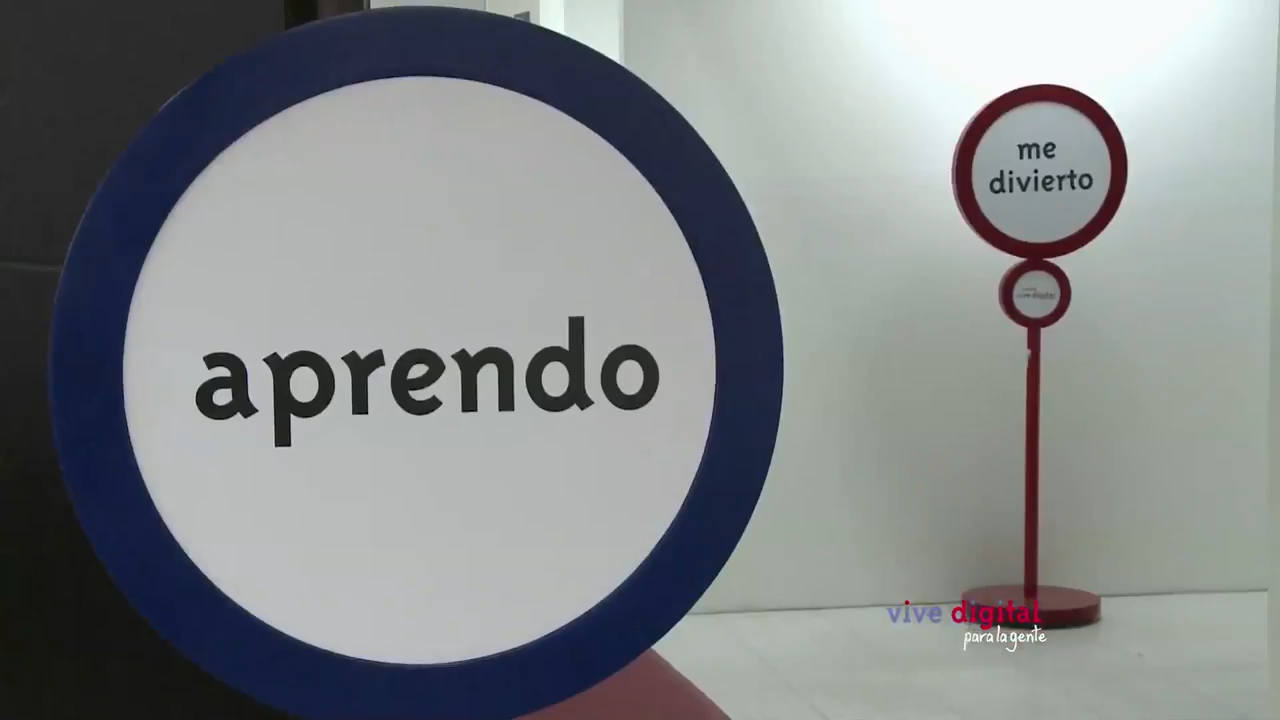 aprendo
me
divierto
vive digital
para la gente